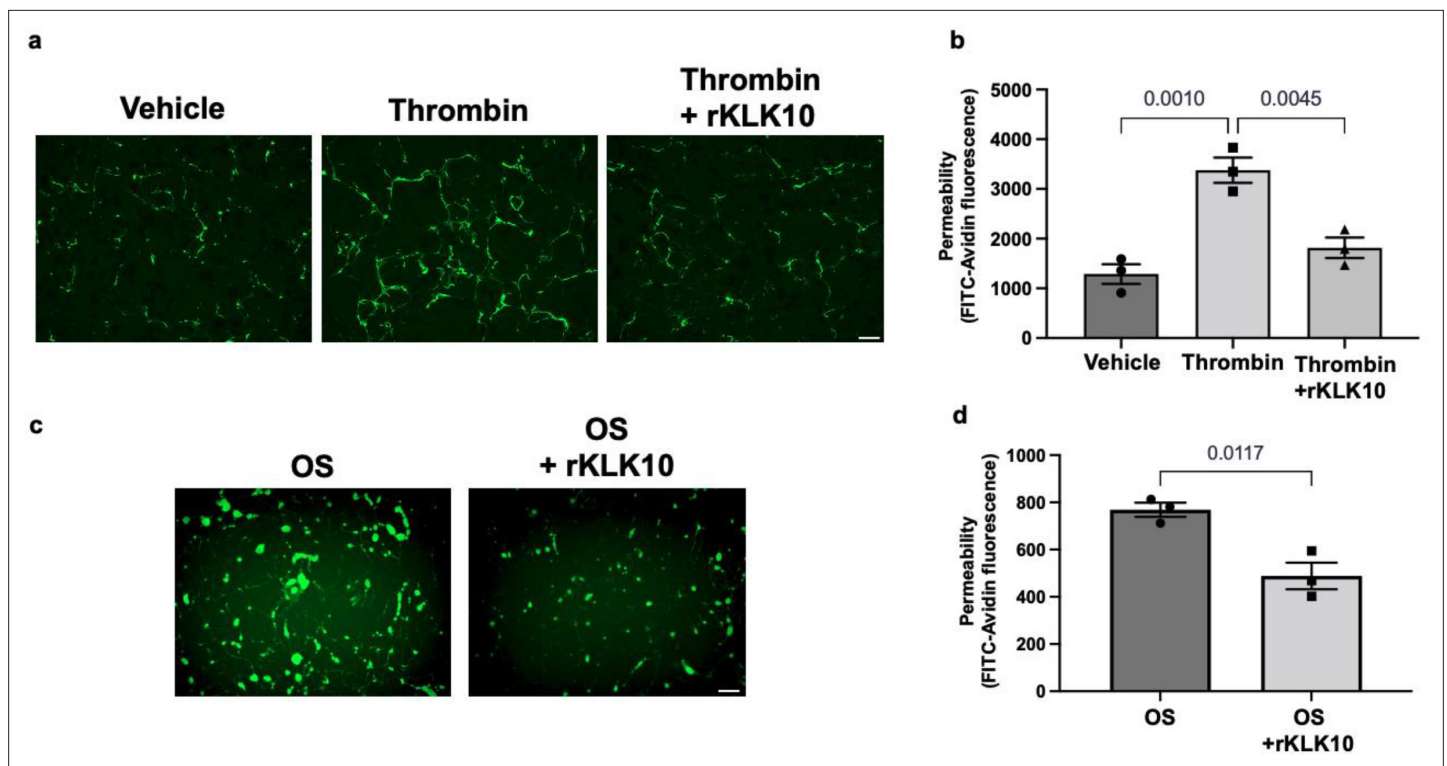 a
Vehicle
Thrombin
Thrombin
+ rKLK10
b
Permeability
(FITC-Avidin fluorescence)
5000
4000
3000
2000
1000
0
0.0010
0.0045
Vehicle
Thrombin
Thrombin
+rKLK10
c
OS
OS
+ rKLK10
d
Permeability
(FITC-Avidin fluorescence)
1000
800
600
400
200
0
0.0117
OS
OS
+rKLK10